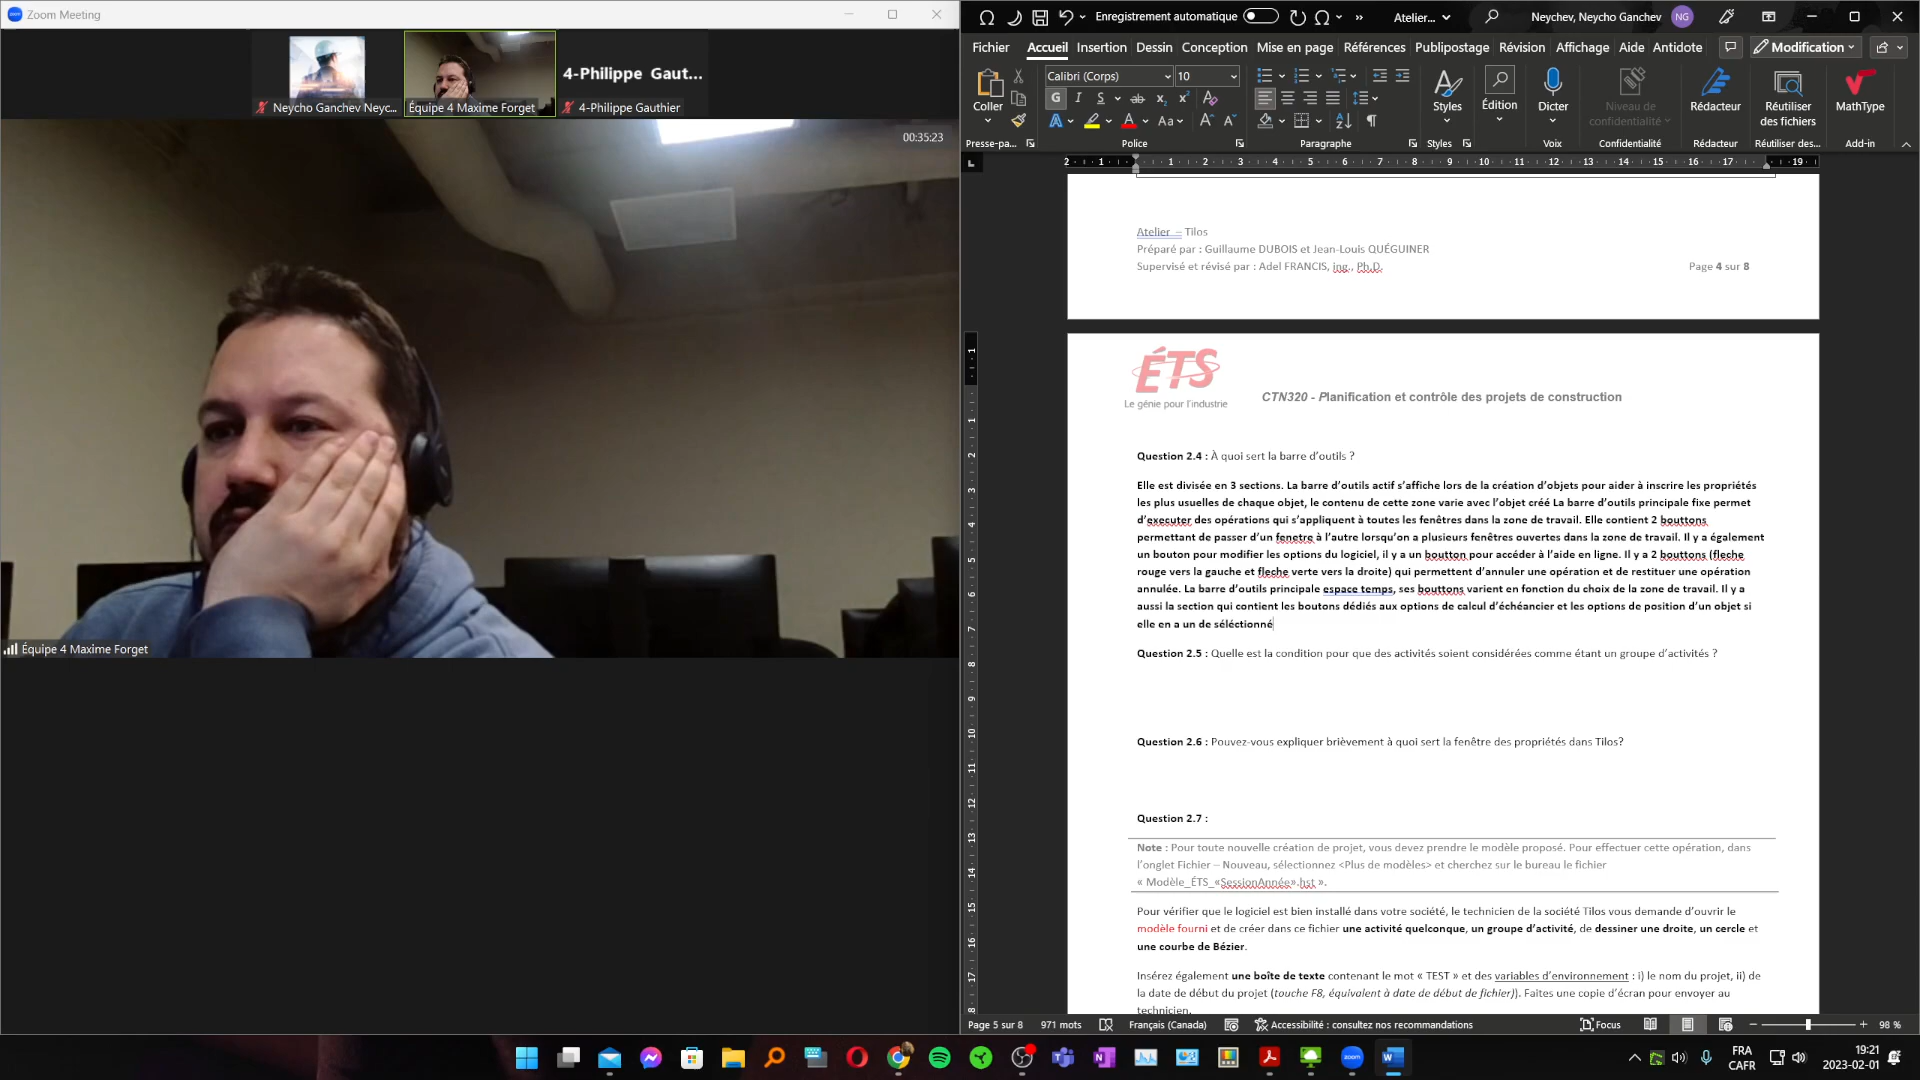 Zoom Meeting
Neycho Ganchev Neyc...
Équipe 4 Maxime Forget
4-Philippe Gaut...
4-Philippe Gauthier
00:35:23
Équipe 4 Maxime Forget
Enregistrement automatique
Atelier...
Neychev, Neycho Ganchev
NG
Fichier
Accueil
Insertion
Dessin
Conception
Mise en page
Références
Publipostage
Révision
Affichage
Aide
Antidote
Modification
Coller
Calibri (Corps)
10
Styles
Édition
Dicter
Niveau de
confidentialité
Rédacteur
Réutiliser
des fichiers
MathType
Presse-pa...
Police
Paragraphe
Styles
Voix
Confidentialité
Rédacteur
Réutiliser des...
Add-in
Atelier – Tilos
Préparé par : Guillaume DUBOIS et Jean-Louis QUÉGUINER
Supervisé et révisé par : Adel FRANCIS, ing., Ph.D.
Page 4 sur 8
ÉTS
Le génie pour l'industrie
CTN320 - Planification et contrôle des projets de construction
Question 2.4 : À quoi sert la barre d'outils ?
Elle est divisée en 3 sections. La barre d'outils actif s'affiche lors de la création d'objets pour aider à inscrire les propriétés
les plus usuelles de chaque objet, le contenu de cette zone varie avec l'objet créé La barre d'outils principale fixe permet
d'executer des opérations qui s'appliquent à toutes les fenêtres dans la zone de travail. Elle contient 2 bouttons
permettant de passer d'un fenetre à l'autre lorsqu'on a plusieurs fenêtres ouvertes dans la zone de travail. Il y a également
un bouton pour modifier les options du logiciel, il y a un boutton pour accéder à l'aide en ligne. Il y a 2 bouttons (fleche
rouge vers la gauche et fleche verte vers la droite) qui permettent d'annuler une opération et de restituer une opération
annulée. La barre d'outils principale espace temps, ses bouttons varient en fonction du choix de la zone de travail. Il y a
aussi la section qui contient les boutons dédiés aux options de calcul d'échéancier et les options de position d'un objet si
elle en a un de séléctionné
Question 2.5 : Quelle est la condition pour que des activités soient considérées comme étant un groupe d'activités ?
Question 2.6 : Pouvez-vous expliquer brièvement à quoi sert la fenêtre des propriétés dans Tilos?
Question 2.7 :
Note : Pour toute nouvelle création de projet, vous devez prendre le modèle proposé. Pour effectuer cette opération, dans
l'onglet Fichier – Nouveau, sélectionnez <Plus de modèles> et cherchez sur le bureau le fichier
« Modèle_ÉTS_«SessionAnnée».hst ».
Pour vérifier que le logiciel est bien installé dans votre société, le technicien de la société Tilos vous demande d'ouvrir le
modèle fourni et de créer dans ce fichier une activité quelconque, un groupe d'activité, de dessiner une droite, un cercle et
une courbe de Bézier.
Insérez également une boîte de texte contenant le mot « TEST » et des variables d'environnement : i) le nom du projet, ii) de
la date de début du projet (touche F8, équivalent à date de début de fichier)). Faites une copie d'écran pour envoyer au
technicien.
Page 5 sur 8
971 mots
Français (Canada)
Accessibilité : consultez nos recommandations
Focus
98 %
FRA
CAFR
19:21
2023-02-01